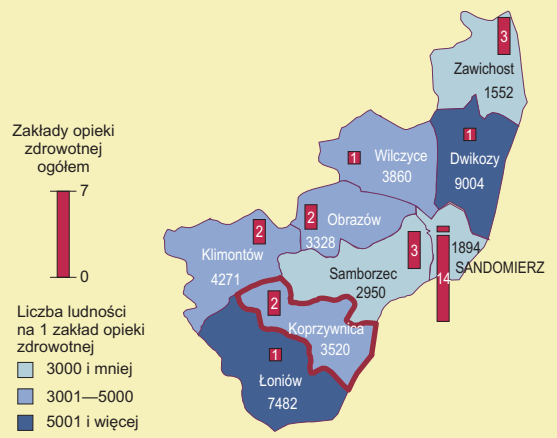 3
Zawichost
1552
Zakłady opieki
zdrowotnej
ogółem
7
0
1
Wilczyce
3860
1
Dwikozy
9004
2
Obrazów
3328
2
Klimontów
4271
3
Samborzec
2950
1894
SANDOMIERZ
14
2
Koprzywnica
3520
1
Łoniów
7482
Liczba ludności
na 1 zakład opieki
zdrowotnej
3000 i mniej
3001—5000
5001 i więcej